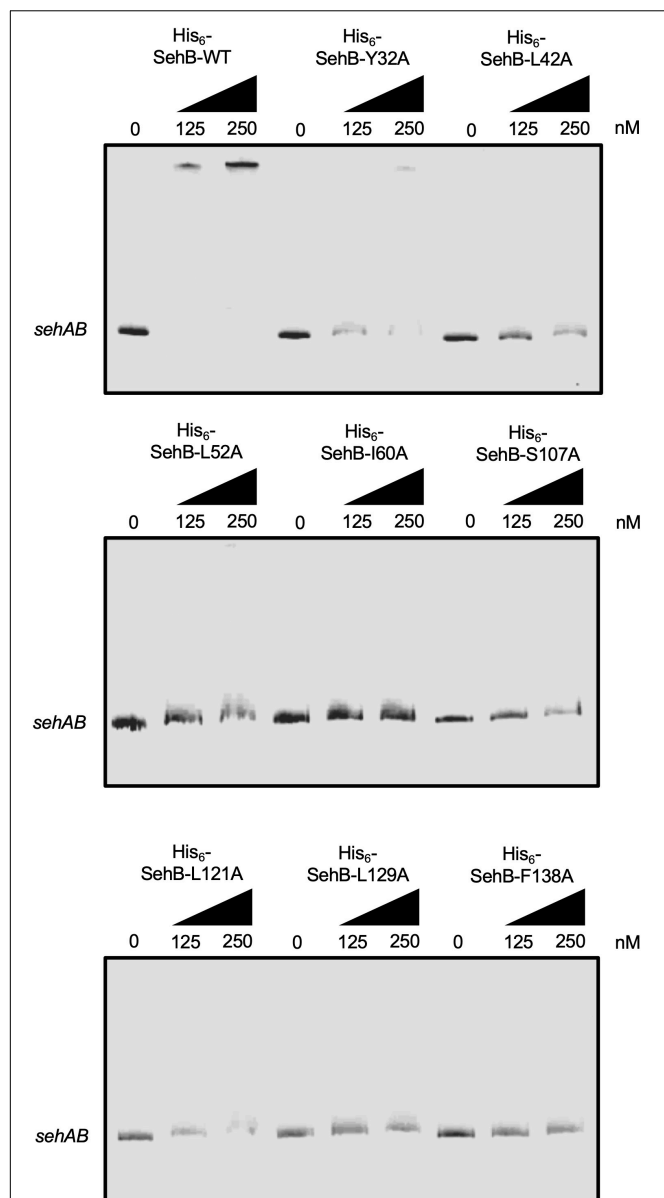 His₆- His₆- His₆-
SehB-WT SehB-Y32A SehB-L42A
0 125 250 0 125 250 0 125 250 nM
sehAB
His₆- His₆- His₆-
SehB-L52A SehB-I60A SehB-S107A
0 125 250 0 125 250 0 125 250 nM
sehAB
His₆- His₆- His₆-
SehB-L121A SehB-L129A SehB-F138A
0 125 250 0 125 250 0 125 250 nM
sehAB